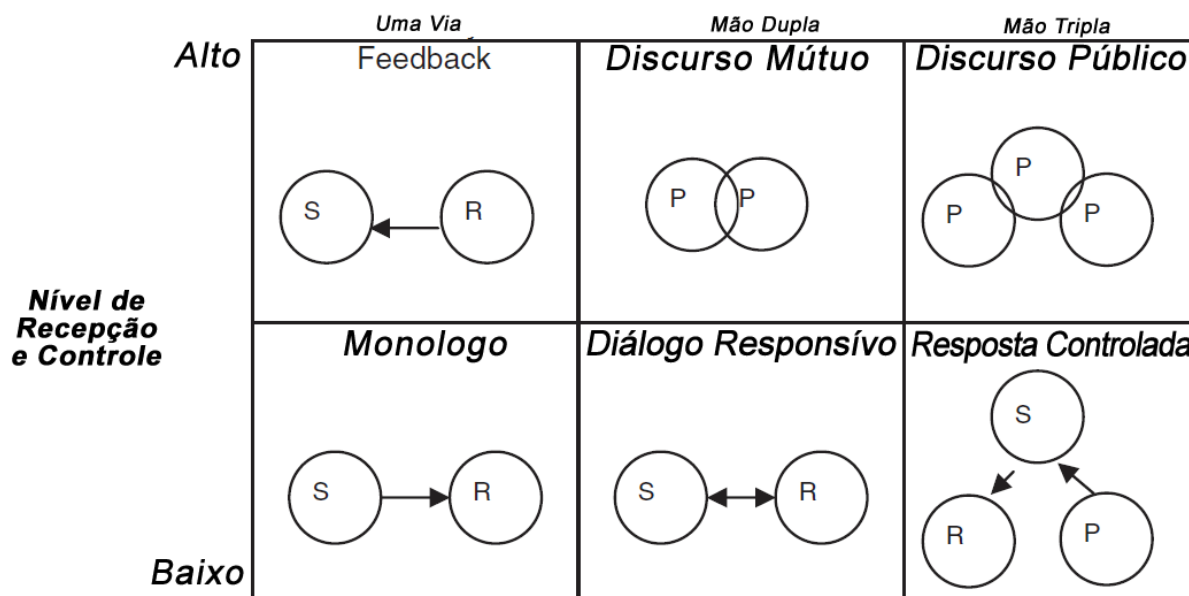 Uma Via
Mão Dupla
Mão Tripla
Alto
Feedback
Discurso Mútuo
Discurso Público
S
R
P
P
P
P
P
Nível de
Recepção
e Controle
Monologo
Diálogo Responsívo
Resposta Controlada
S
R
S
R
S
R
P
Baixo